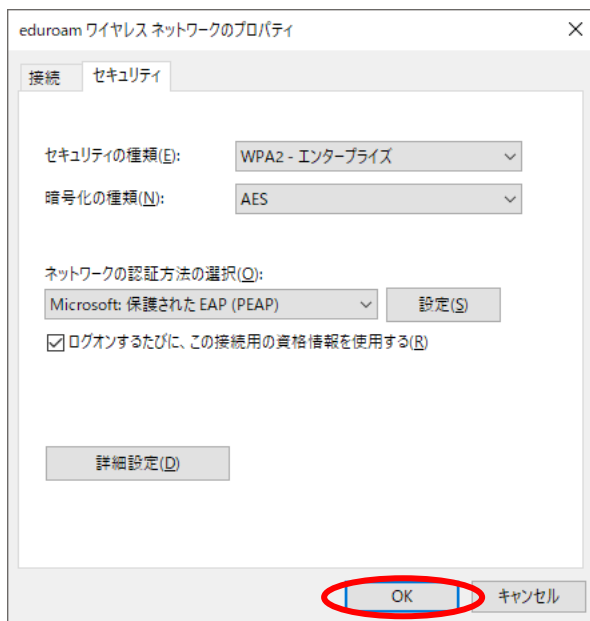 eduroam ワイヤレス ネットワークのプロパティ
接続 セキュリティ
セキュリティの種類(E): WPA2 - エンタープライズ
暗号化の種類(N): AES
ネットワークの認証方法の選択(O):
Microsoft: 保護された EAP (PEAP) 設定(S)
ログオンするたびに、この接続用の資格情報を使用する(R)
詳細設定(D)
OK キャンセル